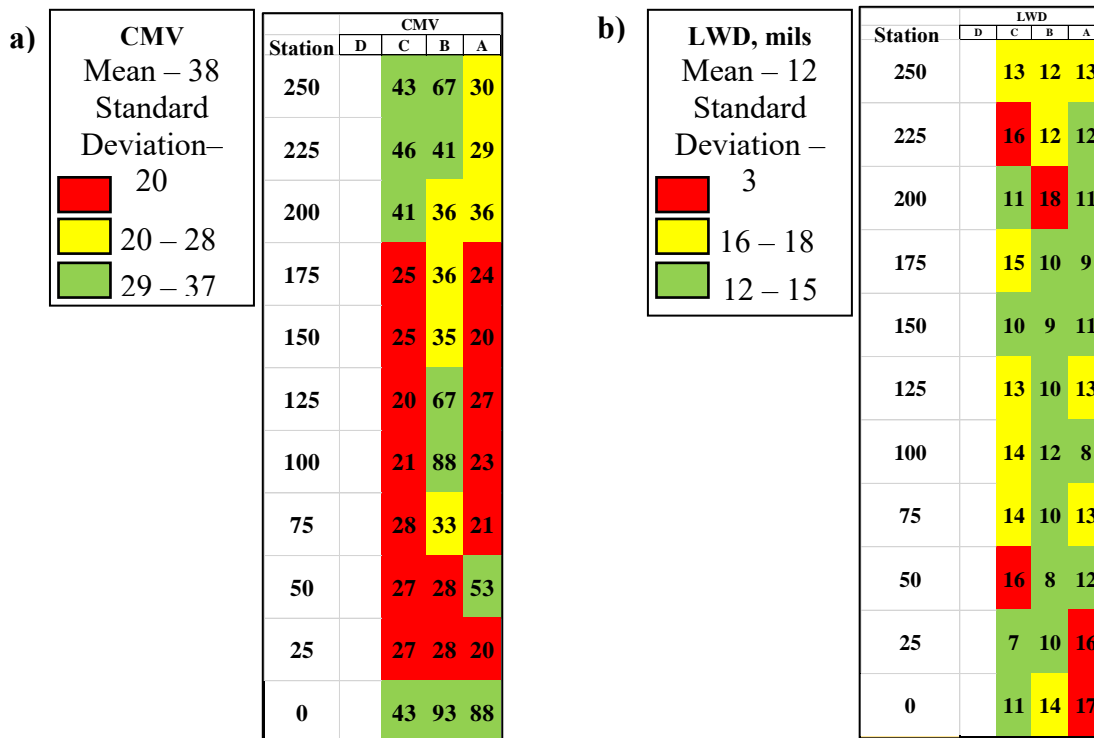 a)
CMV
Mean – 38
Standard
Deviation–
20
20 – 28
29 – 37
CMV
Station D C B A
250 43 67 30
225 46 41 29
200 41 36 36
175 25 36 24
150 25 35 20
125 20 67 27
100 21 88 23
75 28 33 21
50 27 28 53
25 27 28 20
0 43 93 88
b)
LWD, mils
Mean – 12
Standard
Deviation –
3
16 – 18
12 – 15
LWD
Station D C B A
250 13 12 13
225 16 12 12
200 11 18 11
175 15 10 9
150 10 9 11
125 13 10 13
100 14 12 8
75 14 10 13
50 16 8 12
25 7 10 16
0 11 14 17